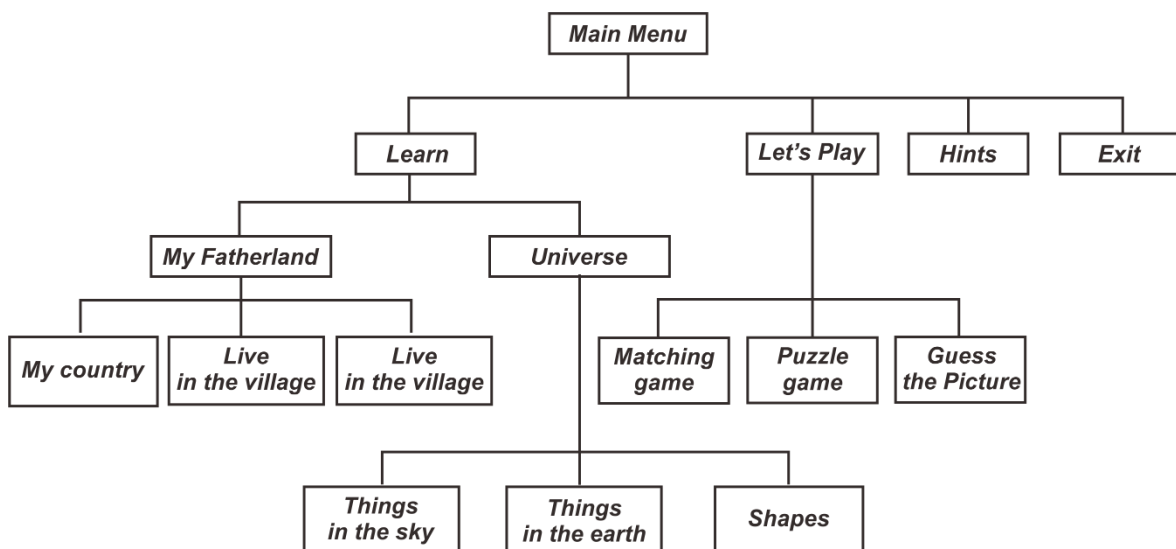 Main Menu
Learn
Let's Play
Hints
Exit
My Fatherland
Universe
My country
Live
in the village
Live
in the village
Matching
game
Puzzle
game
Guess
the Picture
Things
in the sky
Things
in the earth
Shapes